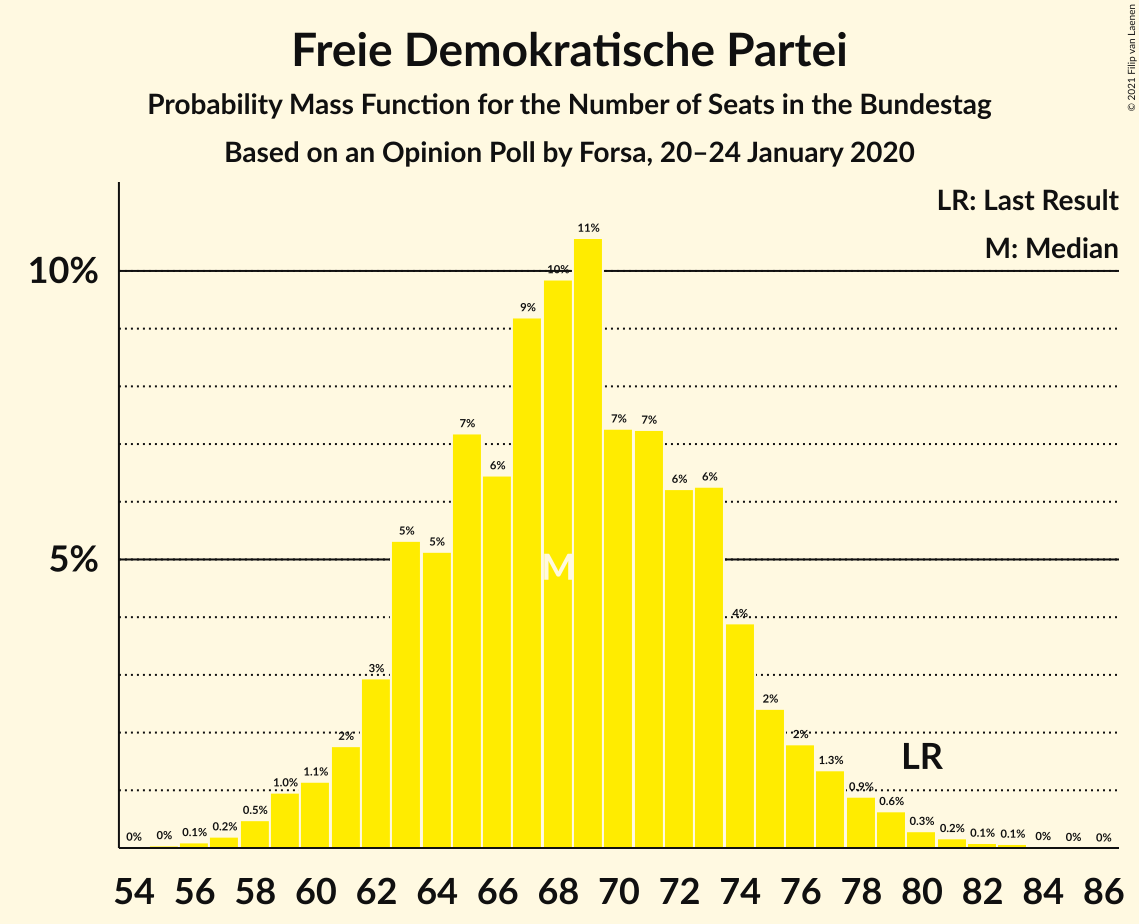 © 2021 Filip van Laenen
Freie Demokratische Partei
Probability Mass Function for the Number of Seats in the Bundestag
Based on an Opinion Poll by Forsa, 20–24 January 2020
LR: Last Result
M: Median
10%
5%
0% 0% 0.1% 0.2% 0.5% 1.0% 1.1% 2% 3% 5% 5% 7% 6% 9% 10% 11% 7% 7% 6% 6% 4% 2% 2% 1.3% 0.9% 0.6% 0.3% 0.2% 0.1% 0.1% 0% 0% 0%
M
LR
54 56 58 60 62 64 66 68 70 72 74 76 78 80 82 84 86